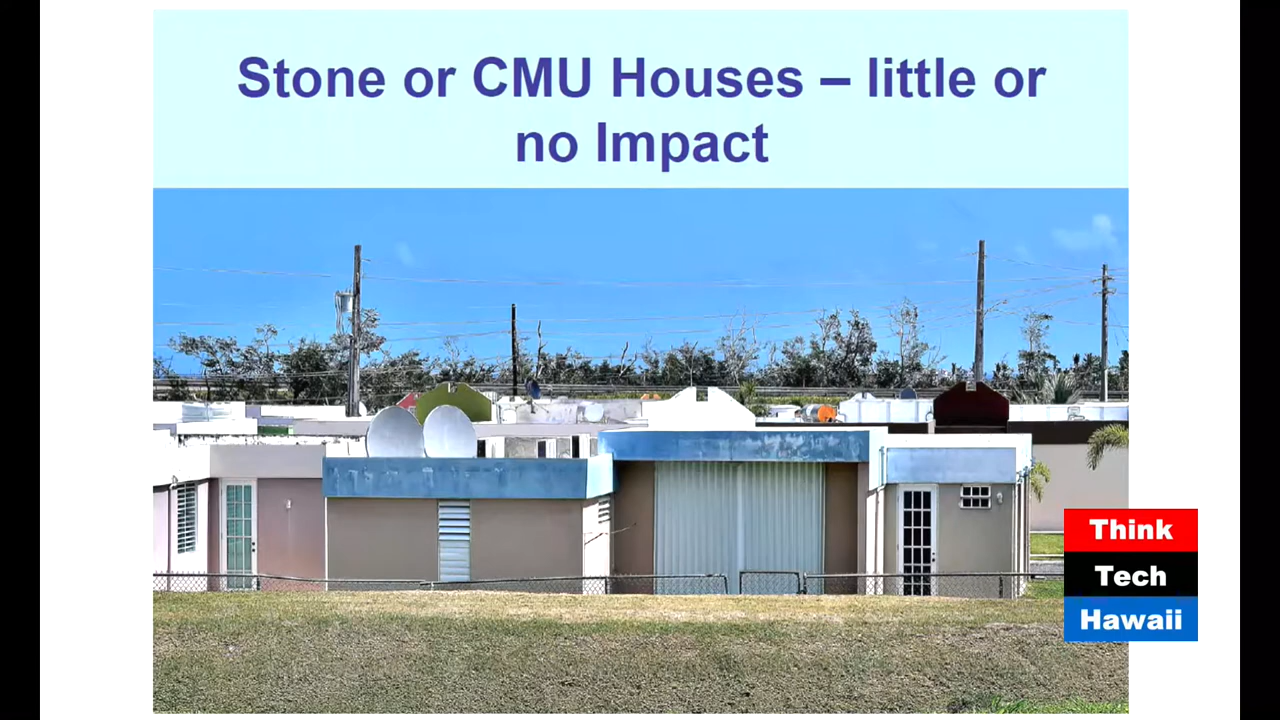 Stone or CMU Houses – little or
no Impact
Think
Tech
Hawaii